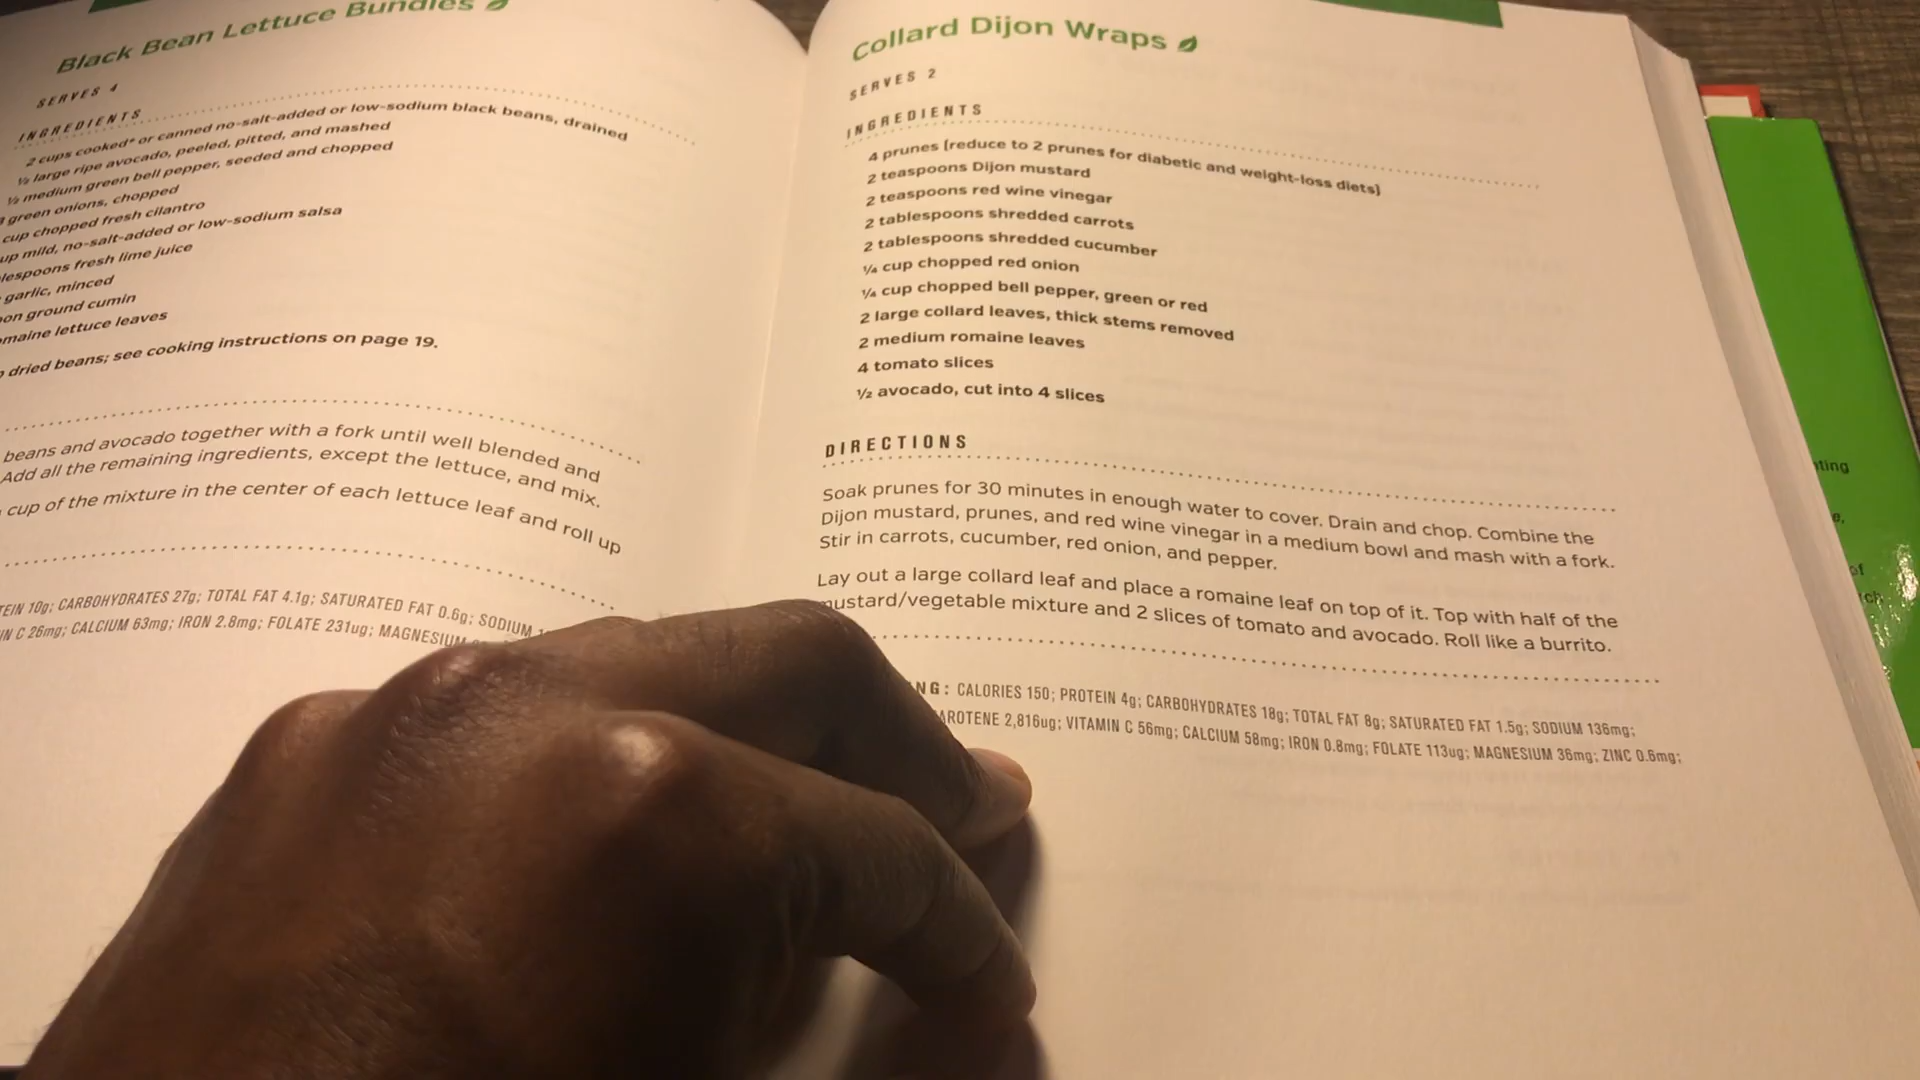 Black Bean Lettuce Bundles
SERVES 4
INGREDIENTS
2 cups cooked* or canned no-salt-added or low-sodium black beans, drained
½ large ripe avocado, peeled, pitted, and mashed
½ medium green bell pepper, seeded and chopped
green onions, chopped
cup chopped fresh cilantro
mild, no-salt-added or low-sodium salsa
fresh lime juice
garlic, minced
ground cumin
lettuce leaves
dried beans; see cooking instructions on page 19.
beans and avocado together with a fork until well blended and
Add all the remaining ingredients, except the lettuce, and mix.
cup of the mixture in the center of each lettuce leaf and roll up
10g; CARBOHYDRATES 27g; TOTAL FAT 4.1g; SATURATED FAT 0.6g; SODIUM
C 26mg; CALCIUM 63mg; IRON 2.8mg; FOLATE 231ug; MAGNESIUM
Collard Dijon Wraps
SERVES 2
INGREDIENTS
4 prunes (reduce to 2 prunes for diabetic and weight-loss diets)
2 teaspoons Dijon mustard
2 teaspoons red wine vinegar
2 tablespoons shredded carrots
2 tablespoons shredded cucumber
¼ cup chopped red onion
¼ cup chopped bell pepper, green or red
2 large collard leaves, thick stems removed
2 medium romaine leaves
4 tomato slices
½ avocado, cut into 4 slices
DIRECTIONS
Soak prunes for 30 minutes in enough water to cover. Drain and chop. Combine the
Dijon mustard, prunes, and red wine vinegar in a medium bowl and mash with a fork.
Stir in carrots, cucumber, red onion, and pepper.
Lay out a large collard leaf and place a romaine leaf on top of it. Top with half of the
mustard/vegetable mixture and 2 slices of tomato and avocado. Roll like a burrito.
CALORIES 150; PROTEIN 4g; CARBOHYDRATES 18g; TOTAL FAT 8g; SATURATED FAT 1.5g; SODIUM 136mg;
2,816ug; VITAMIN C 56mg; CALCIUM 58mg; IRON 0.8mg; FOLATE 113ug; MAGNESIUM 36mg; ZINC 0.6mg;